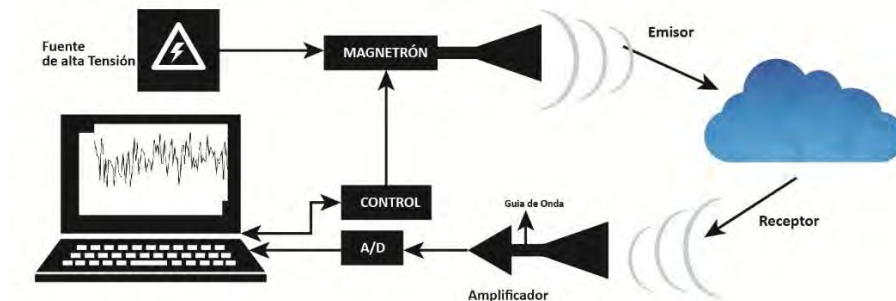 Fuente
de alta Tensión
MAGNETRÓN
Emisor
CONTROL
Guia de Onda
Receptor
A/D
Amplificador